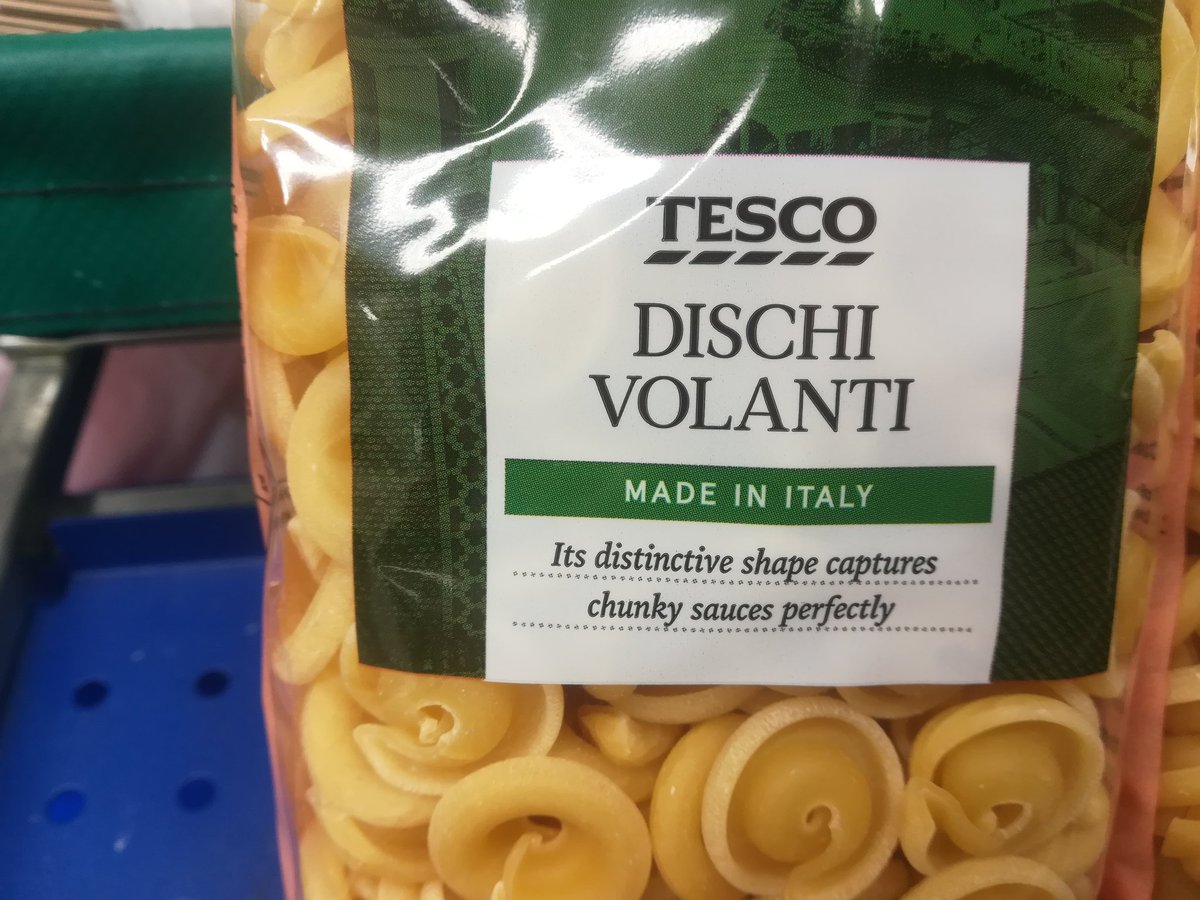 TESCO
DISCHI
VOLANTI
MADE IN ITALY
Its distinctive shape captures
chunky sauces perfectly